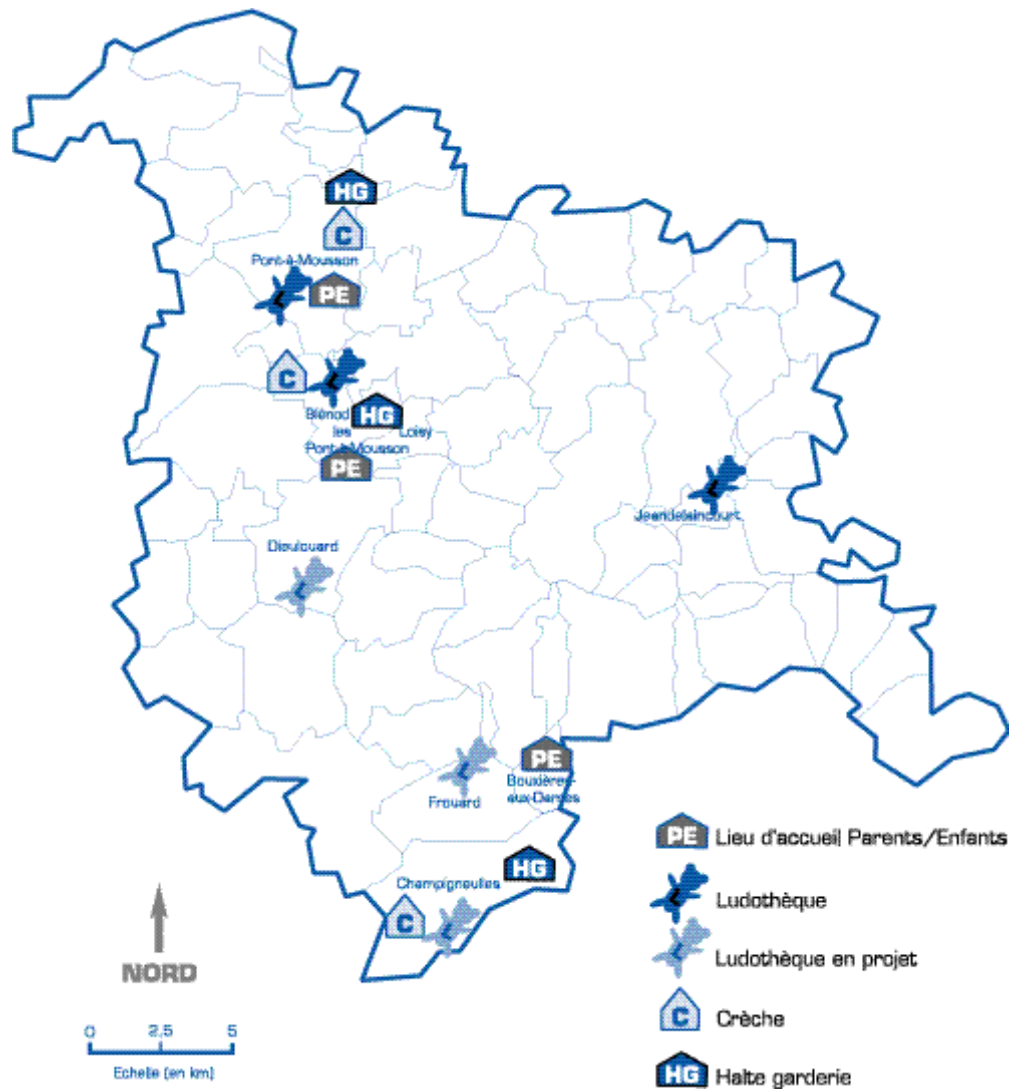 HG
C
Pont-à-Mousson
PE
C
HG
Blénod
les Loisy
Pont-à-Mousson
PE
Jeandelaincourt
Dieulouard
PE
Bouxières-
aux-Dames
Frouard
HG
Champigneulles
C
NORD
0 2,5 5
Echelle (en km)
PE Lieu d'accueil Parents/Enfants
L Ludothèque
L Ludothèque en projet
C Crèche
HG Halte garderie